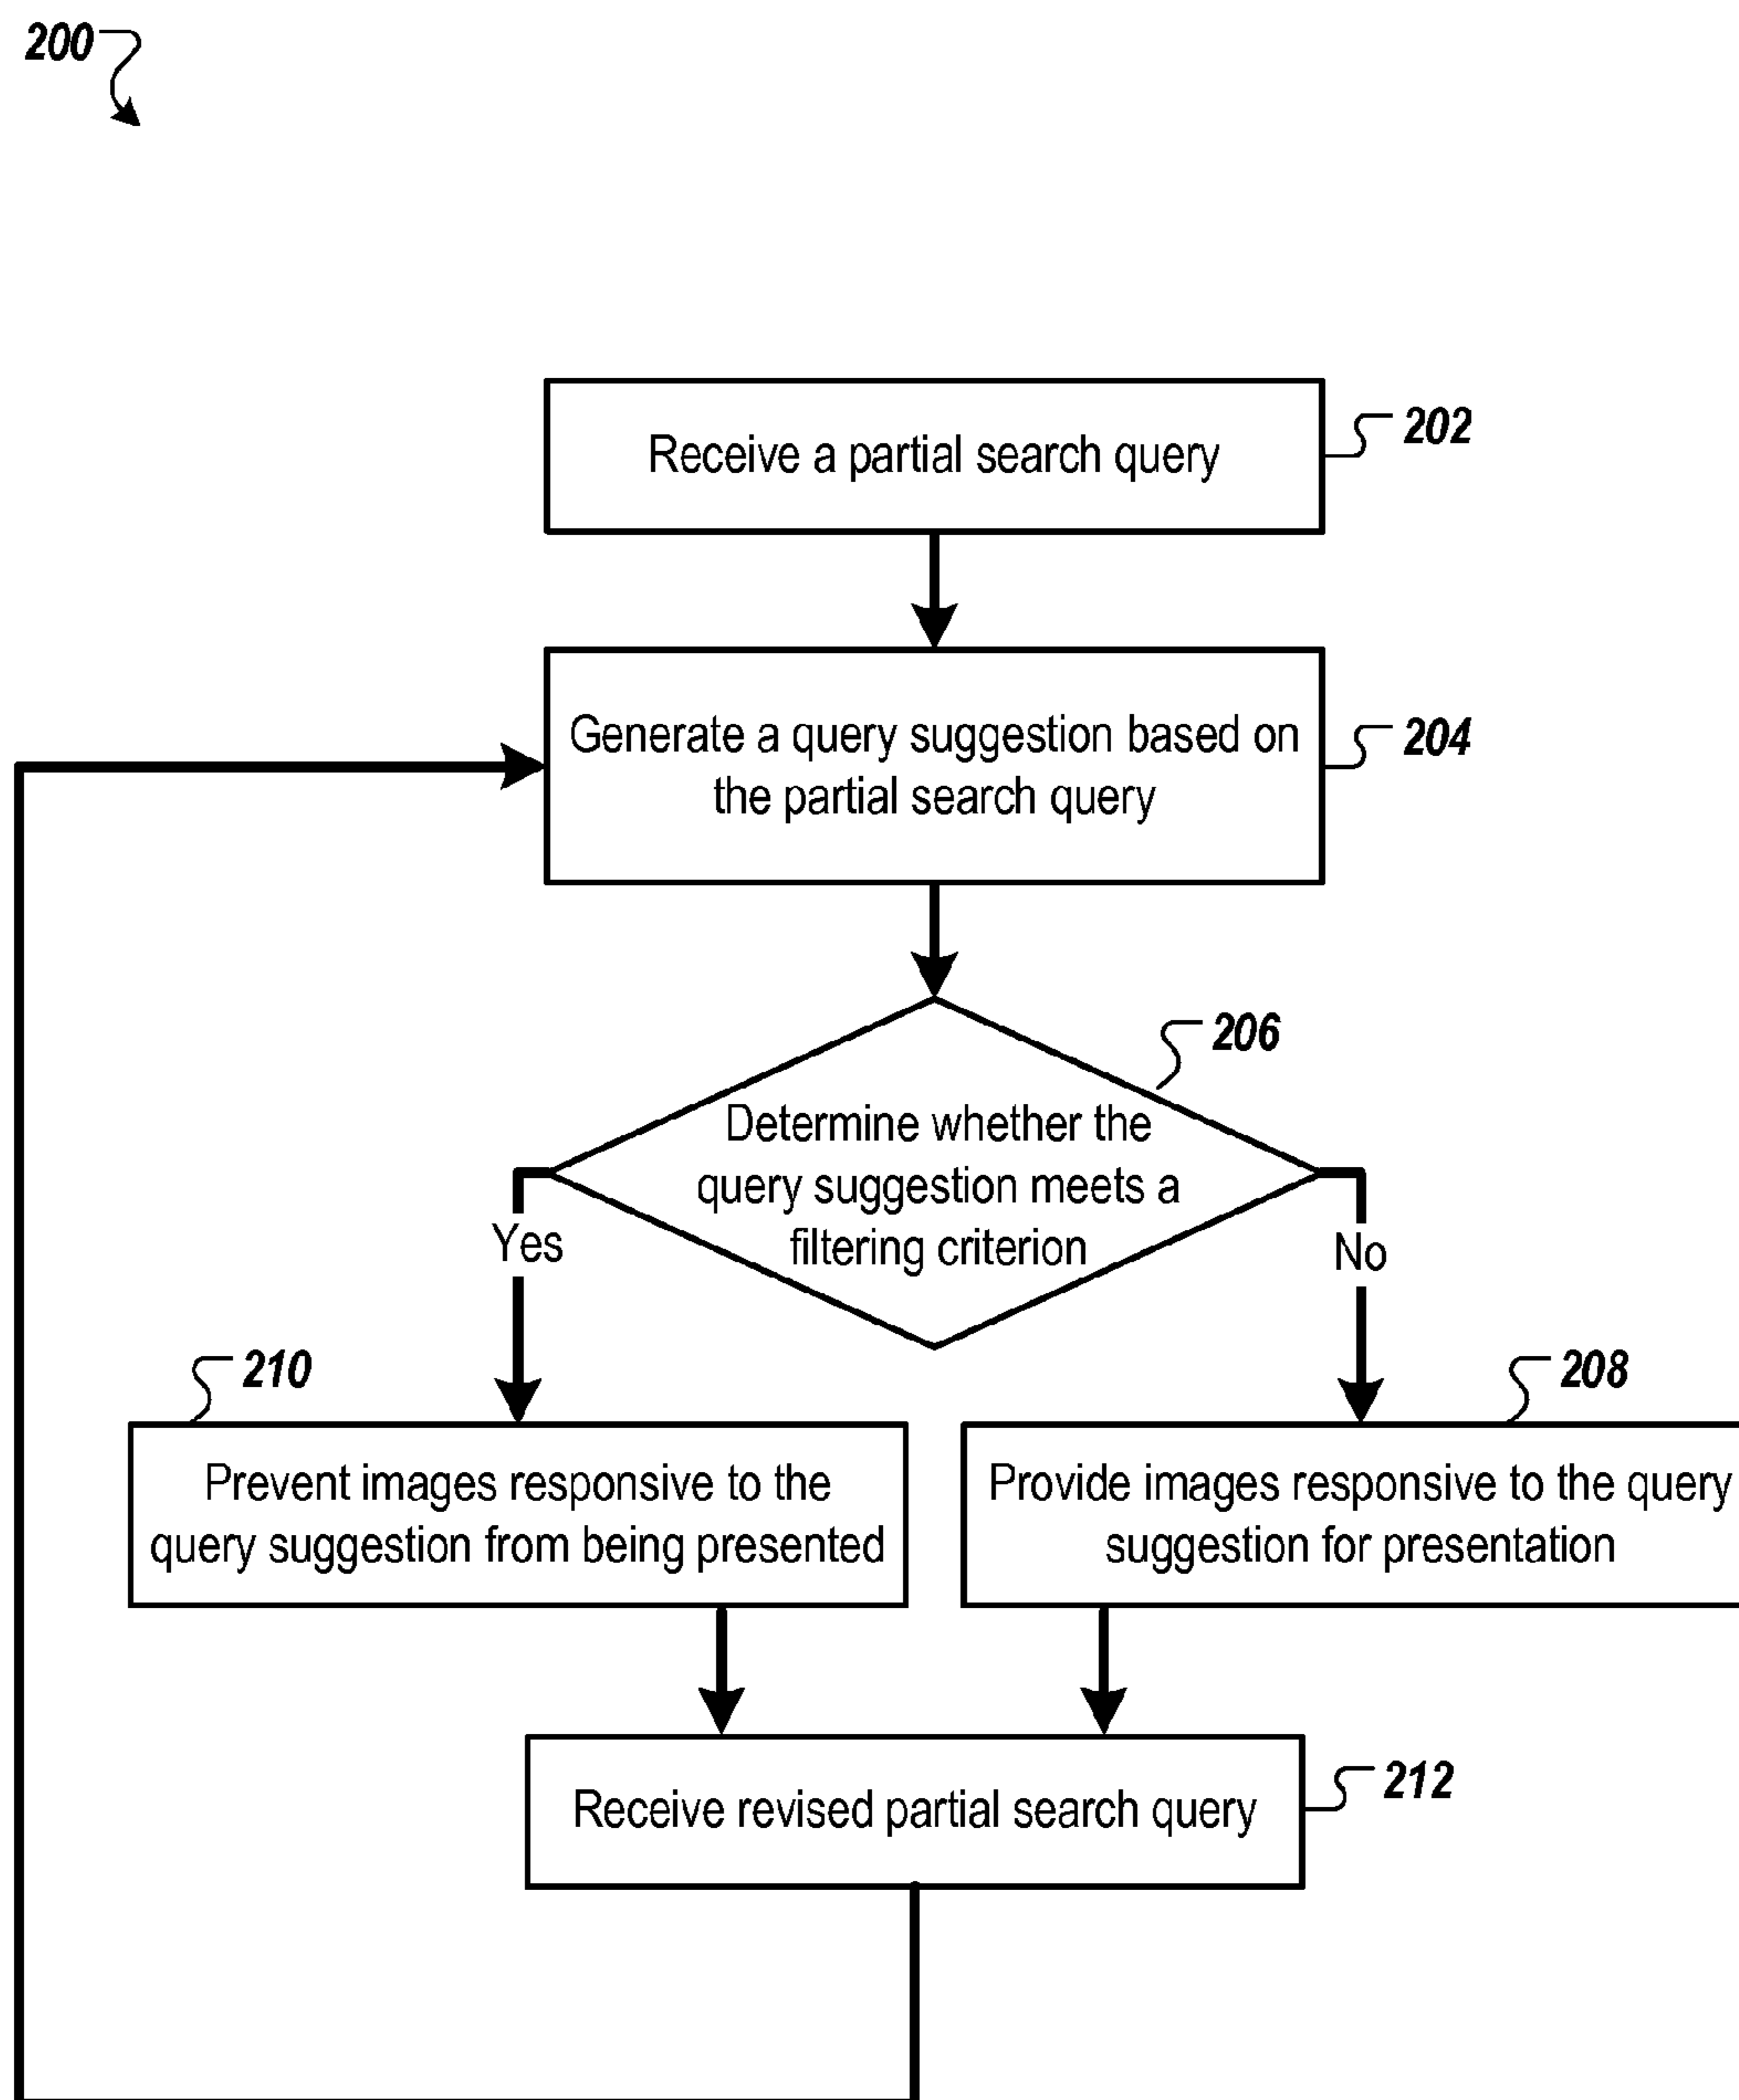 200
Receive a partial search query
202
Generate a query suggestion based on
the partial search query
204
206
Determine whether the
query suggestion meets a
filtering criterion
Yes
No
210
208
Prevent images responsive to the
query suggestion from being presented
Provide images responsive to the query
suggestion for presentation
Receive revised partial search query
212